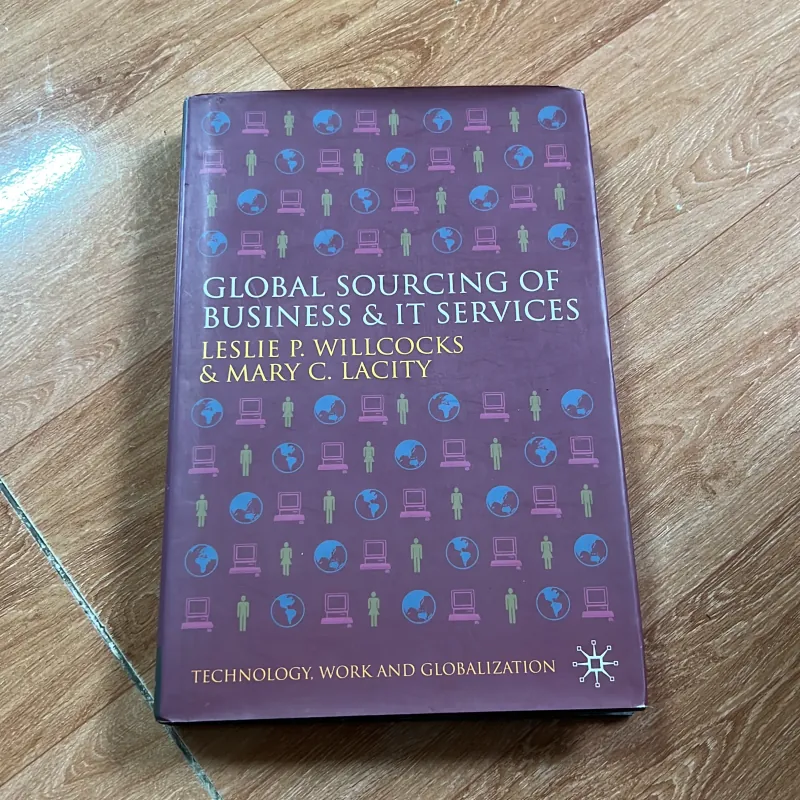 GLOBAL SOURCING OF
BUSINESS & IT SERVICES
LESLIE P. WILLCOCKS
& MARY C. LACITY
TECHNOLOGY, WORK AND GLOBALIZATION